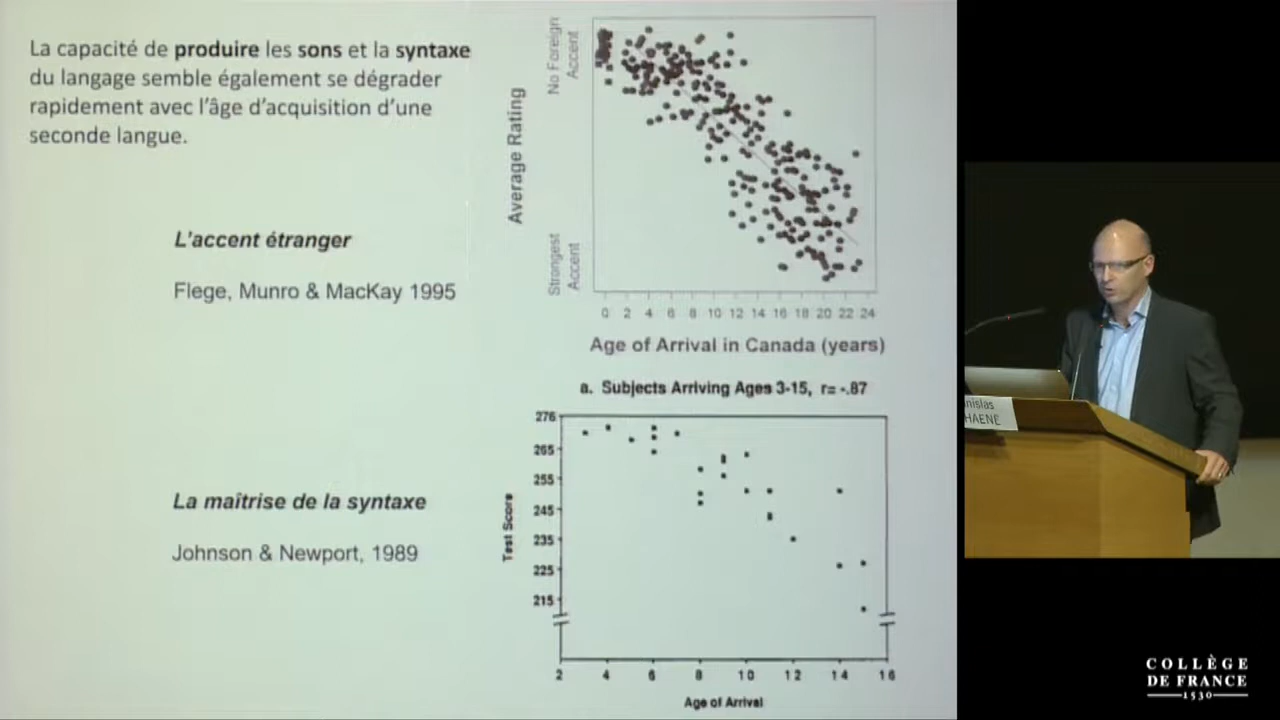 La capacité de produire les sons et la syntaxe
du langage semble également se dégrader
rapidement avec l'âge d'acquisition d'une
seconde langue.
L'accent étranger
Flege, Munro & MacKay 1995
No Foreign
Accent
Average Rating
Strongest
Accent
0 2 4 6 8 10 12 14 16 18 20 22 24
Age of Arrival in Canada (years)
La maîtrise de la syntaxe
Johnson & Newport, 1989
a. Subjects Arriving Ages 3-15, r= -.87
Test Score
276
265
255
245
235
225
215
2 4 6 8 10 12 14 16
Age of Arrival
nislas
HAENE
COLLÈGE
DE FRANCE
1530